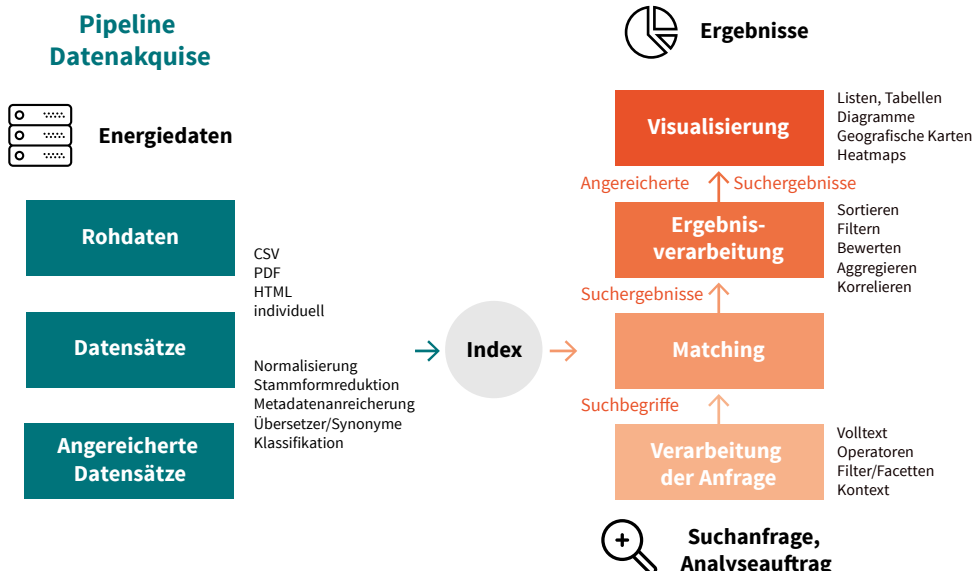 Pipeline
Datenakquise
Energiedaten
Rohdaten
CSV
PDF
HTML
individuell
Datensätze
Normalisierung
Stammformreduktion
Metadatenanreicherung
Übersetzer/Synonyme
Klassifikation
Angereicherte
Datensätze
Index
Ergebnisse
Visualisierung
Listen, Tabellen
Diagramme
Geografische Karten
Heatmaps
Angereicherte Suchergebnisse
Ergebnis-
verarbeitung
Sortieren
Filtern
Bewerten
Aggregieren
Korrelieren
Suchergebnisse
Matching
Suchbegriffe
Verarbeitung
der Anfrage
Volltext
Operatoren
Filter/Facetten
Kontext
Suchanfrage,
Analyseauftrag